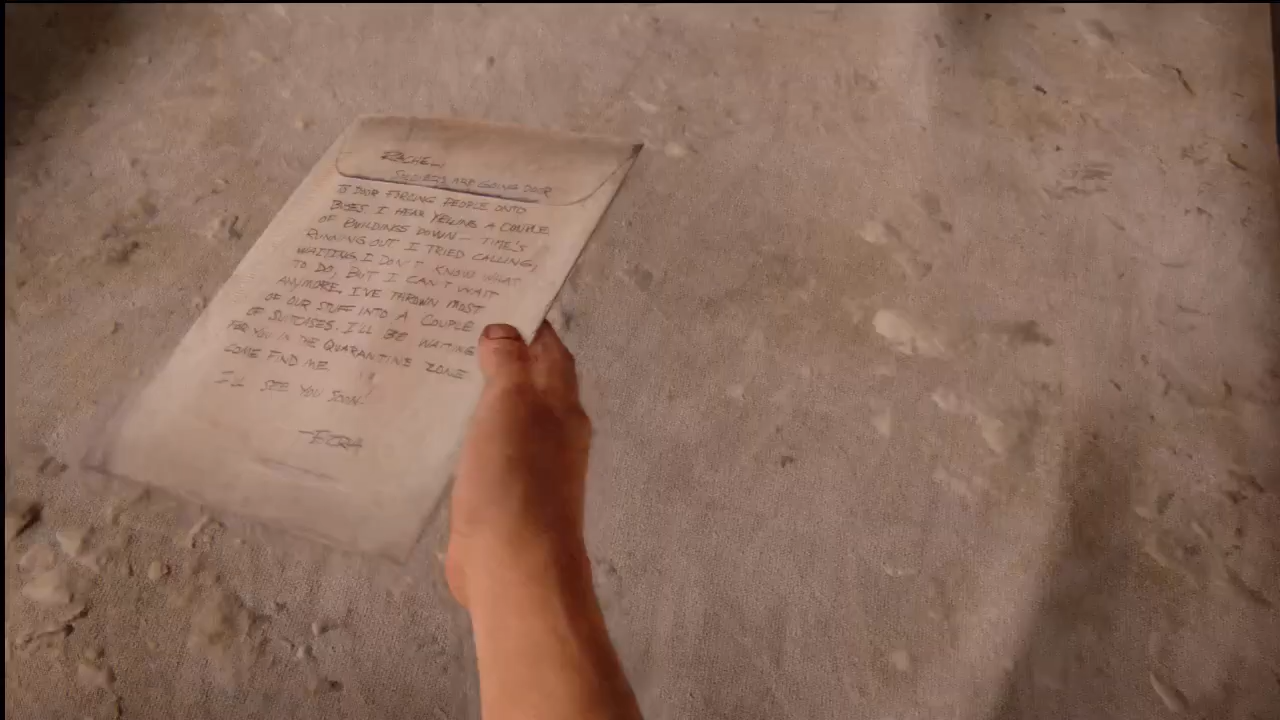 RACHEL,
SOLDIERS ARE GOING DOOR
TO DOOR FORCING PEOPLE ONTO
BUSES. I HEAR YELLING A COUPLE
OF BUILDINGS DOWN— TIME'S
RUNNING OUT. I TRIED CALLING,
WAITING. I DON'T KNOW WHAT
TO DO, BUT I CAN'T WAIT
ANYMORE. I'VE THROWN MOST
OF OUR STUFF INTO A COUPLE
OF SUITCASES. I'LL BE WAITING
FOR YOU IN THE QUARANTINE ZONE
COME FIND ME
I'LL SEE YOU SOON-
—EZRA